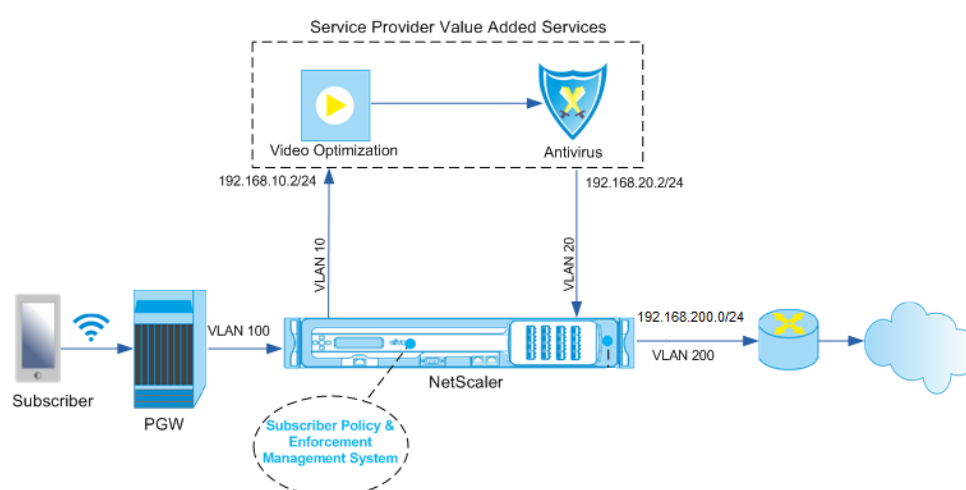 Service Provider Value Added Services
Video Optimization
Antivirus
192.168.10.2/24
192.168.20.2/24
VLAN 10
VLAN 20
VLAN 100
192.168.200.0/24
VLAN 200
NetScaler
Subscriber
PGW
Subscriber Policy &
Enforcement
Management System